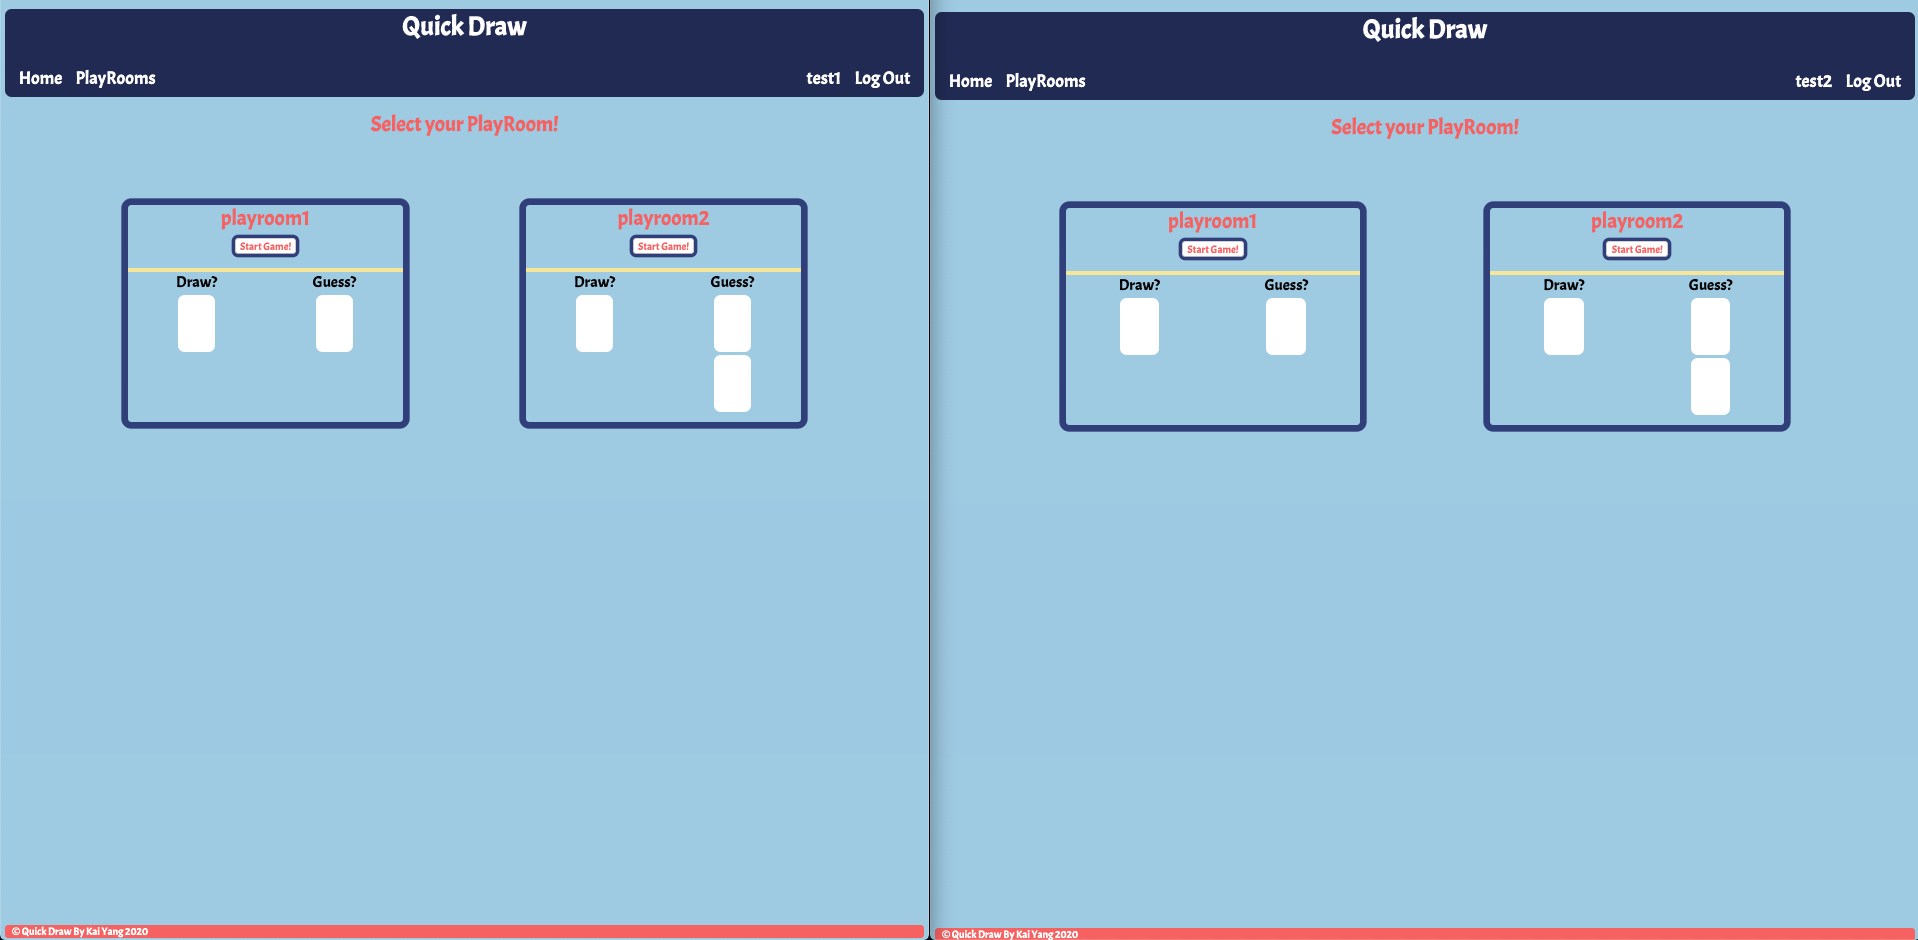 Quick Draw
Home PlayRooms test1 Log Out
Select your PlayRoom!
playroom1
Start Game!
Draw? Guess?
playroom2
Start Game!
Draw? Guess?
© Quick Draw By Kai Yang 2020
Quick Draw
Home PlayRooms test2 Log Out
Select your PlayRoom!
playroom1
Start Game!
Draw? Guess?
playroom2
Start Game!
Draw? Guess?
© Quick Draw By Kai Yang 2020